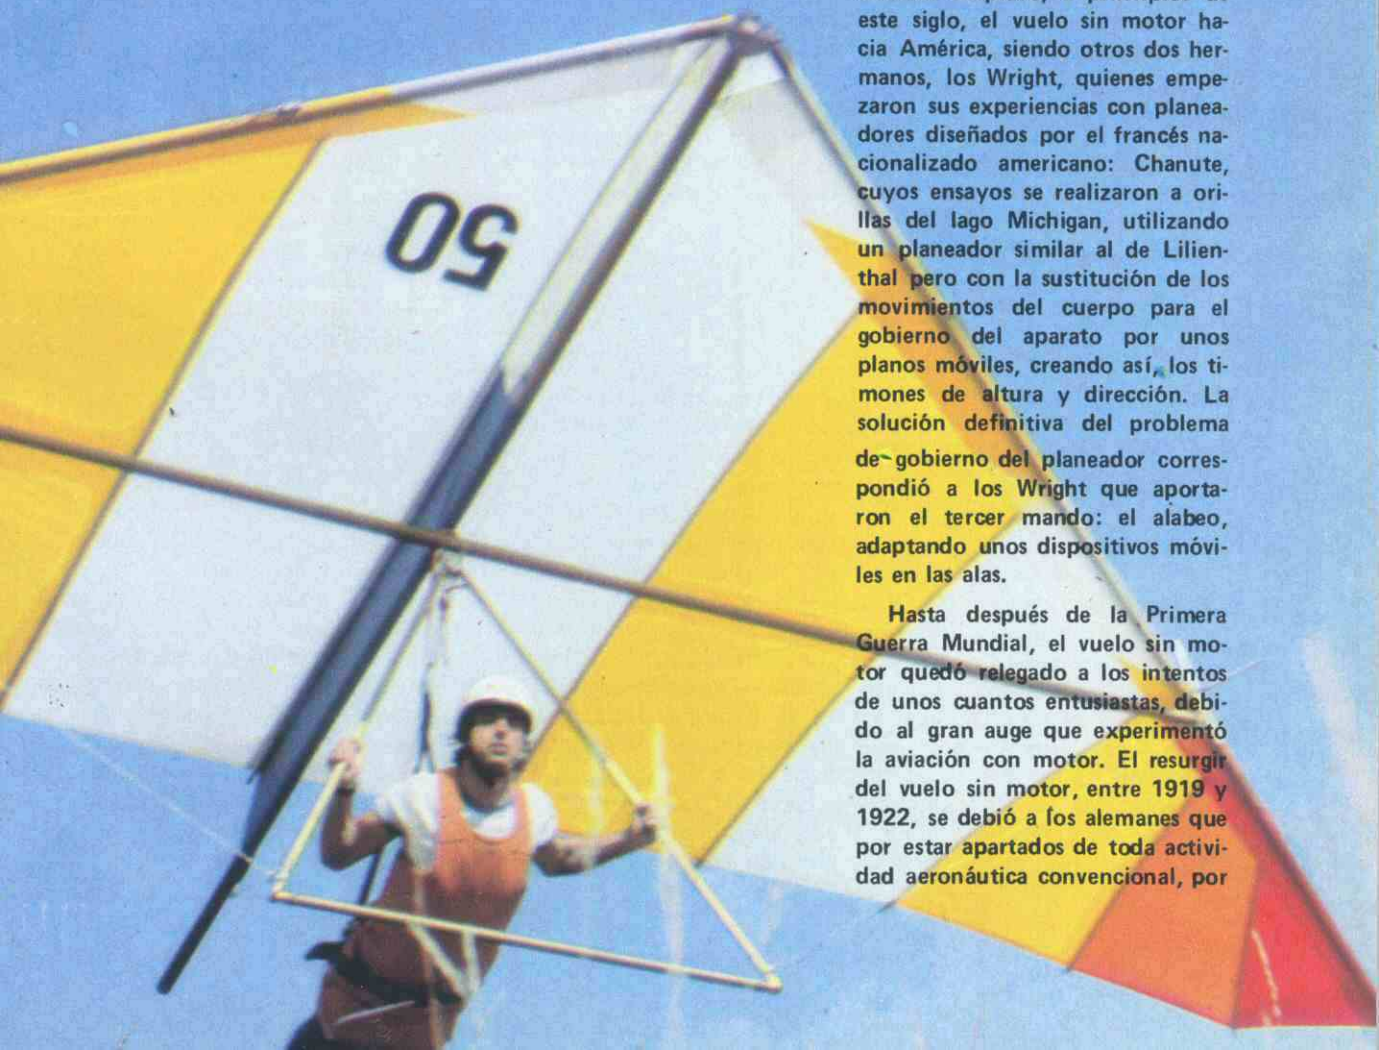 50
este siglo, el vuelo sin motor ha-
cia América, siendo otros dos her-
manos, los Wright, quienes empe-
zaron sus experiencias con planea-
dores diseñados por el francés na-
cionalizado americano: Chanute,
cuyos ensayos se realizaron a ori-
llas del lago Michigan, utilizando
un planeador similar al de Lilien-
thal pero con la sustitución de los
movimientos del cuerpo para el
gobierno del aparato por unos
planos móviles, creando así, los ti-
mones de altura y dirección. La
solución definitiva del problema
de gobierno del planeador corres-
pondió a los Wright que aporta-
ron el tercer mando: el alabeo,
adaptando unos dispositivos móvi-
les en las alas.
Hasta después de la Primera
Guerra Mundial, el vuelo sin mo-
tor quedó relegado a los intentos
de unos cuantos entusiastas, debi-
do al gran auge que experimentó
la aviación con motor. El resurgir
del vuelo sin motor, entre 1919 y
1922, se debió a los alemanes que
por estar apartados de toda activi-
dad aeronáutica convencional, por